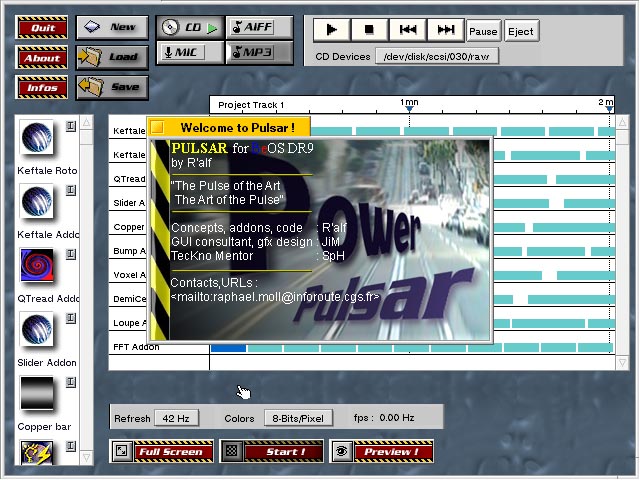 Quit
New
CD
AIFF
About
Load
MIC
MP3
Infos
Save
Pause
Eject
CD Devices
/dev/disk/scsi/030/raw
Project Track 1
1mn
2 m
Welcome to Pulsar !
PULSAR for BeOS DR9
by R'alf
"The Pulse of the Art
The Art of the Pulse"
Concepts, addons, code : R'alf
GUI consultant, gfx design : JiM
TecKno Mentor : SpH
Contacts,URLs :
<mailto:raphael.moll@inforoute.cgs.fr>
Power
Pulsar
Keftale Roto
Keftale Addo
QTread Addo
Slider Addon
Copper bar
Keftale
Keftale
QTread
Slider A
Copper
Bump A
Voxel A
DemiCe
Loupe A
FFT Addon
Refresh
42 Hz
Colors
8-Bits/Pixel
fps : 0.00 Hz
Full Screen
Start !
Preview !